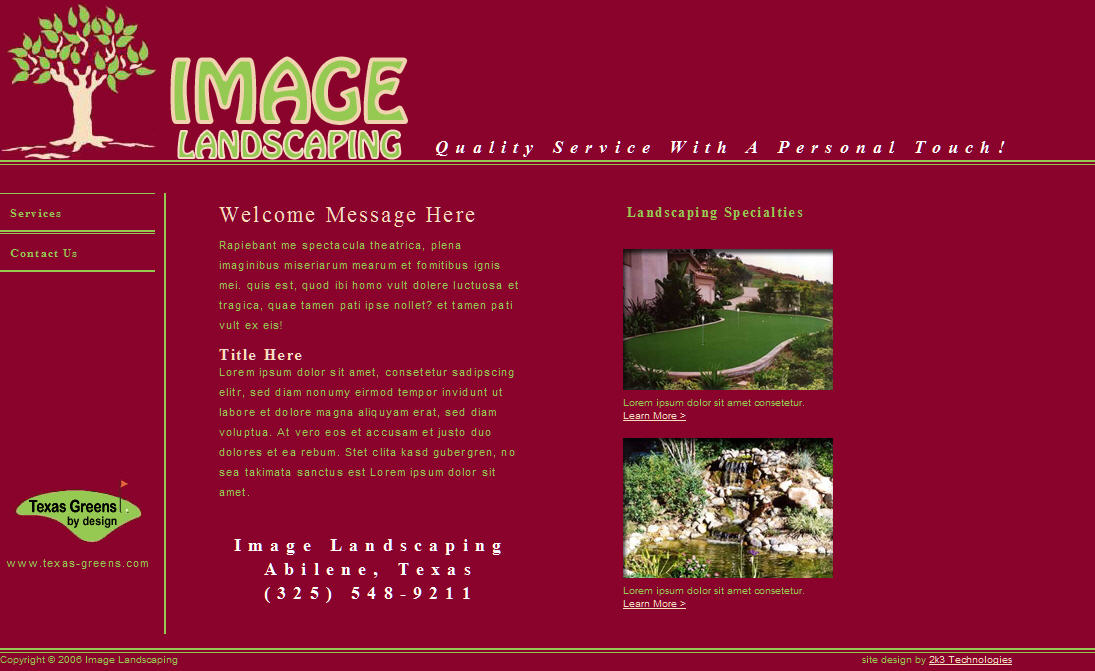 IMAGE
LANDSCAPING
Quality Service With A Personal Touch!
Services
Contact Us
Texas Greens
by design
www.texas-greens.com
Welcome Message Here
Rapiebant me spectacula theatrica, plena
imaginibus miseriarum mearum et fomitibus ignis
mei. quis est, quod ibi homo vult dolere luctuosa et
tragica, quae tamen pati ipse nollet? et tamen pati
vult ex eis!
Title Here
Lorem ipsum dolor sit amet, consetetur sadipscing
elitr, sed diam nonumy eirmod tempor invidunt ut
labore et dolore magna aliquyam erat, sed diam
voluptua. At vero eos et accusam et justo duo
dolores et ea rebum. Stet clita kasd gubergren, no
sea takimata sanctus est Lorem ipsum dolor sit
amet.
Image Landscaping
Abilene, Texas
(325) 548-9211
Landscaping Specialties
Lorem ipsum dolor sit amet consetetur.
Learn More >
Lorem ipsum dolor sit amet consetetur.
Learn More >
Copyright © 2006 Image Landscaping
site design by 2k3 Technologies